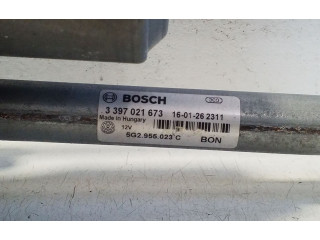 BOSCH
3 397 021 673 16-01-26 2311
Made in Hungary
12V
5G2.955.023 C BON